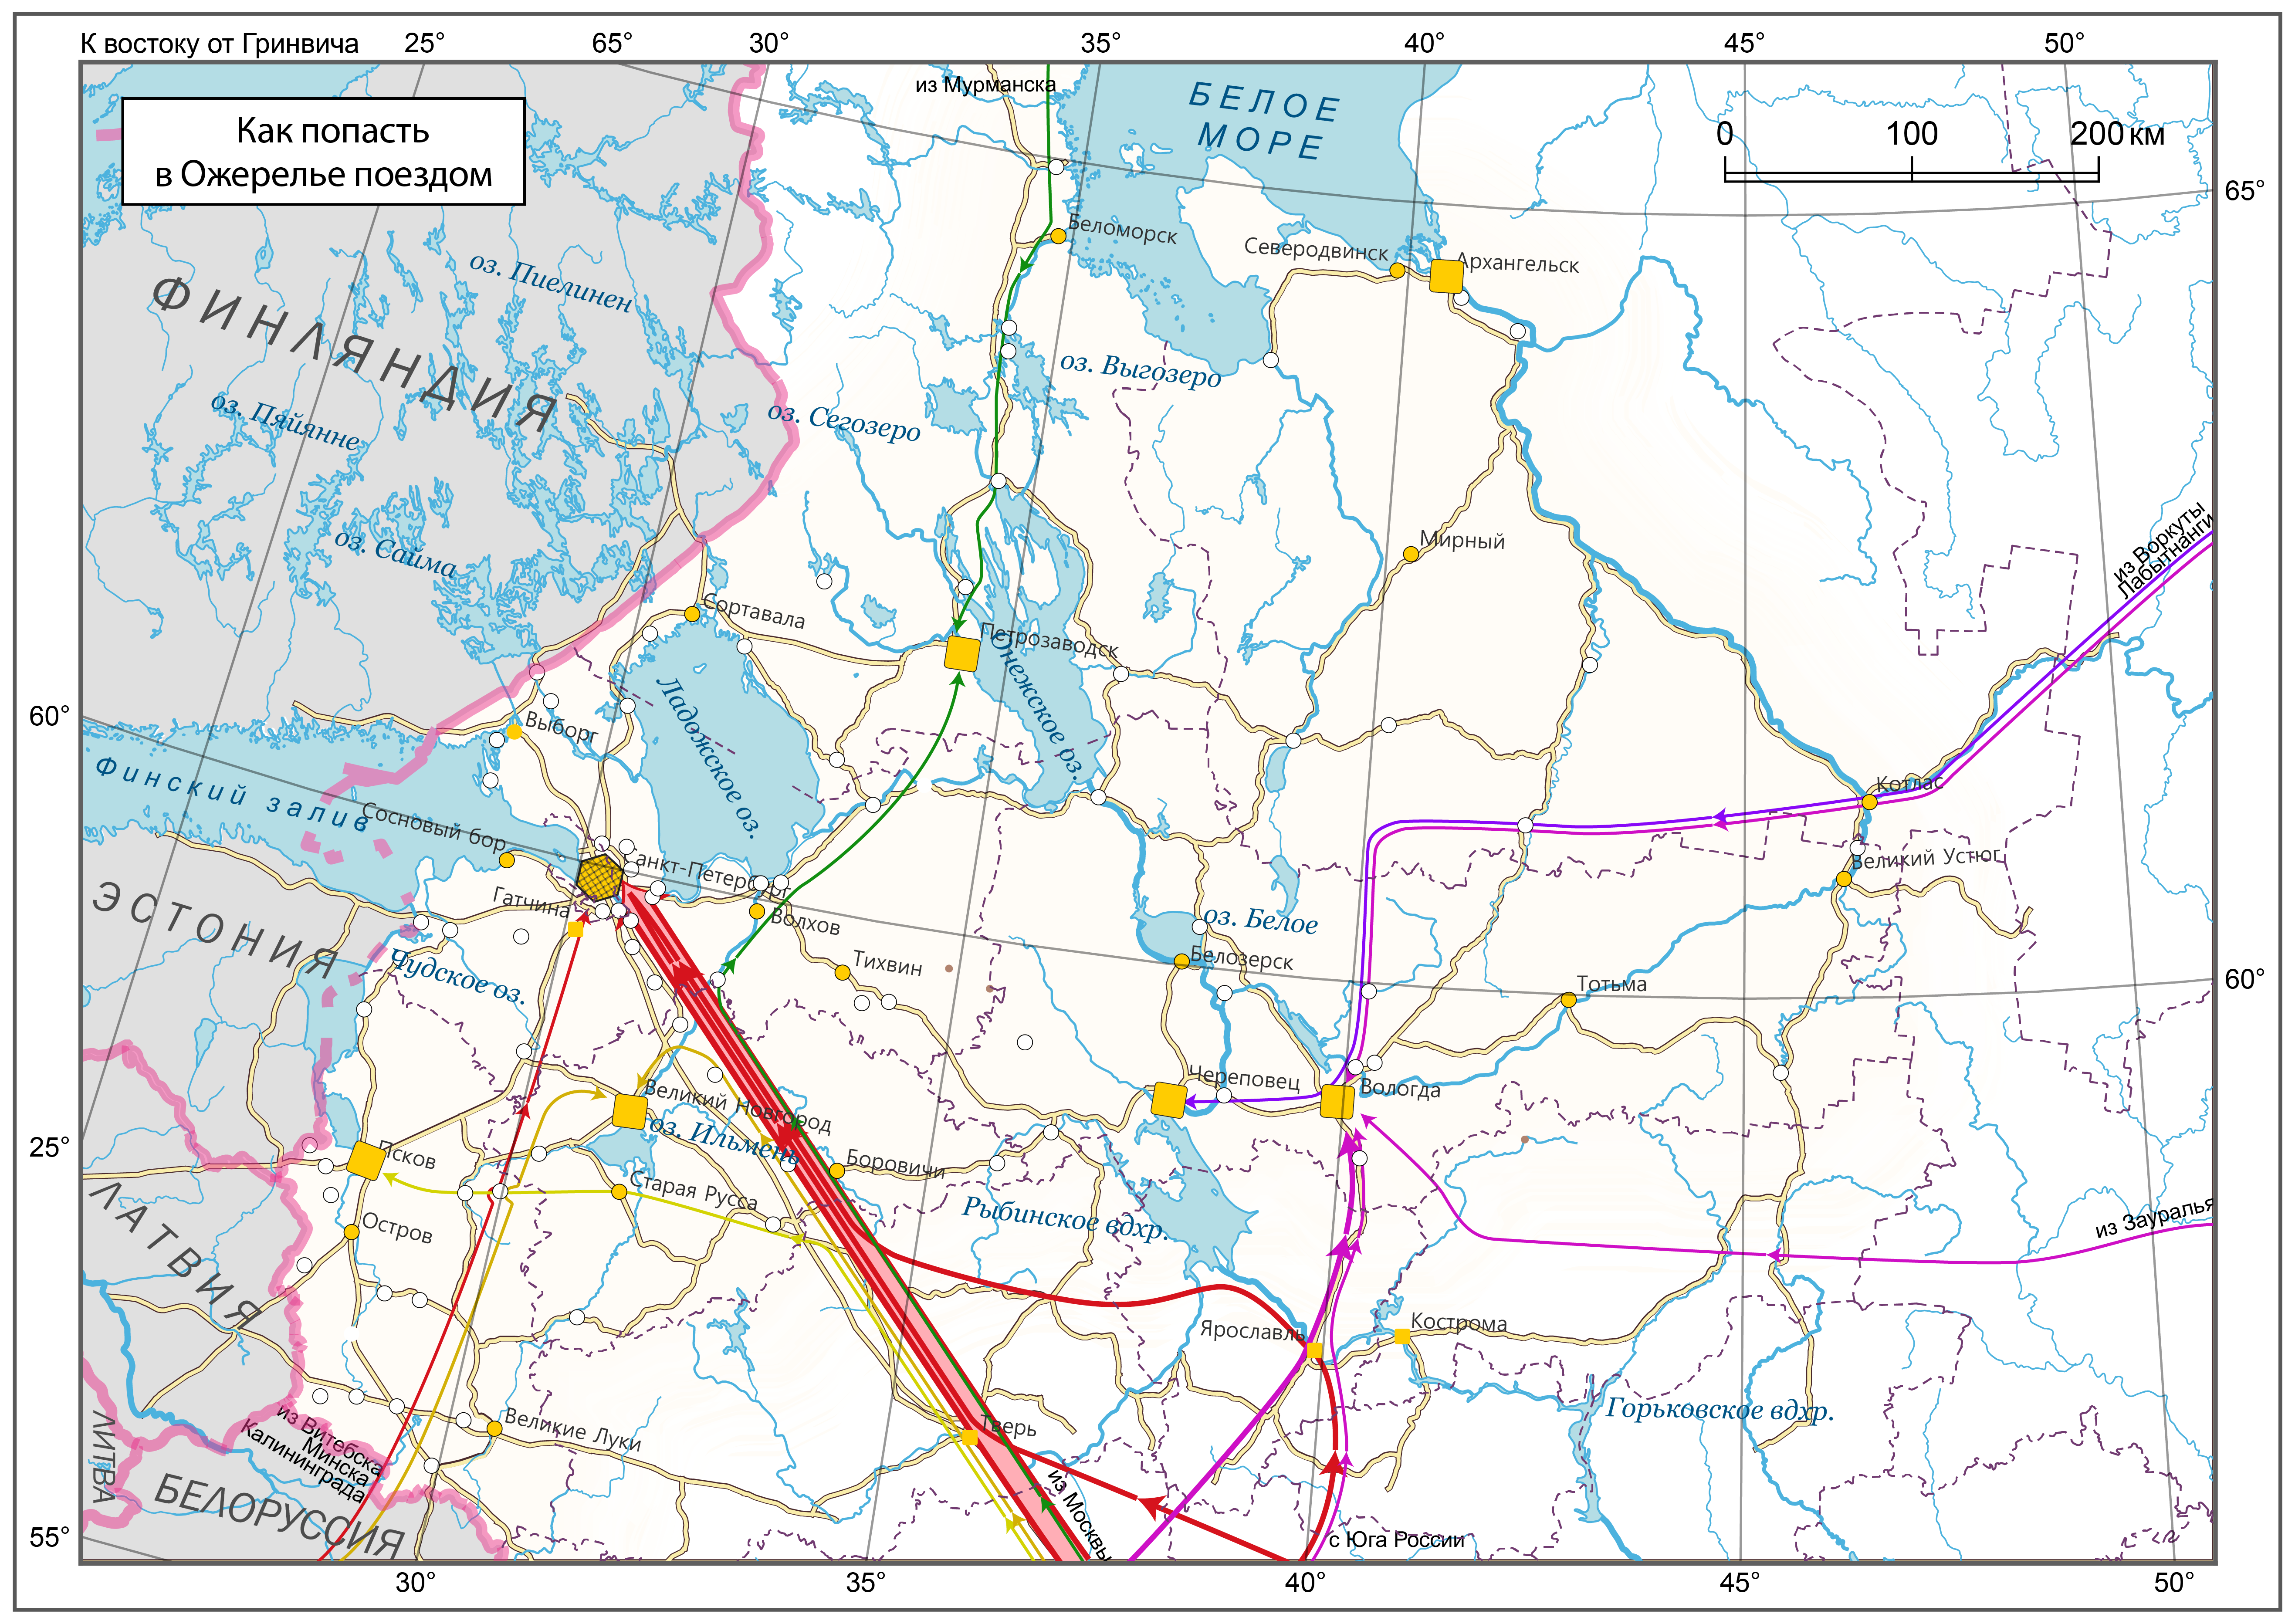 К востоку от Гринвича 25° 65° 30° 35° 40° 45° 50°
Как попасть
в Ожерелье поездом
из Мурманска
БЕЛОЕ
МОРЕ
0 100 200 км
65°
Беломорск
Северодвинск
Архангельск
оз. Пиелинен
ФИНЛЯНДИЯ
оз. Выгозеро
оз. Сегозеро
оз. Пяйянне
оз. Сайма
Мирный
из Воркуты
Лабытнанги
Сортавала
Петрозаводск
Онежское рз.
Ладожское оз.
60°
Выборг
Финский залив
Котлас
Сосновый бор
Санкт-Петербург
Великий Устюг
Гатчина
Волхов
ЭСТОНИЯ
оз. Белое
Белозерск
Чудское оз.
Тихвин
Тотьма
60°
Великий Новгород
Череповец
Вологда
оз. Ильмень
25°
Псков
Боровичи
Старая Русса
ЛАТВИЯ
Остров
Рыбинское вдхр.
из Зауралья
Ярославль
Кострома
Горьковское вдхр.
ЛИТВА
из Витебска
Минска
Калининграда
Великие Луки
Тверь
БЕЛОРУССИЯ
из Москвы
с Юга России
55°
30° 35° 40° 45° 50°